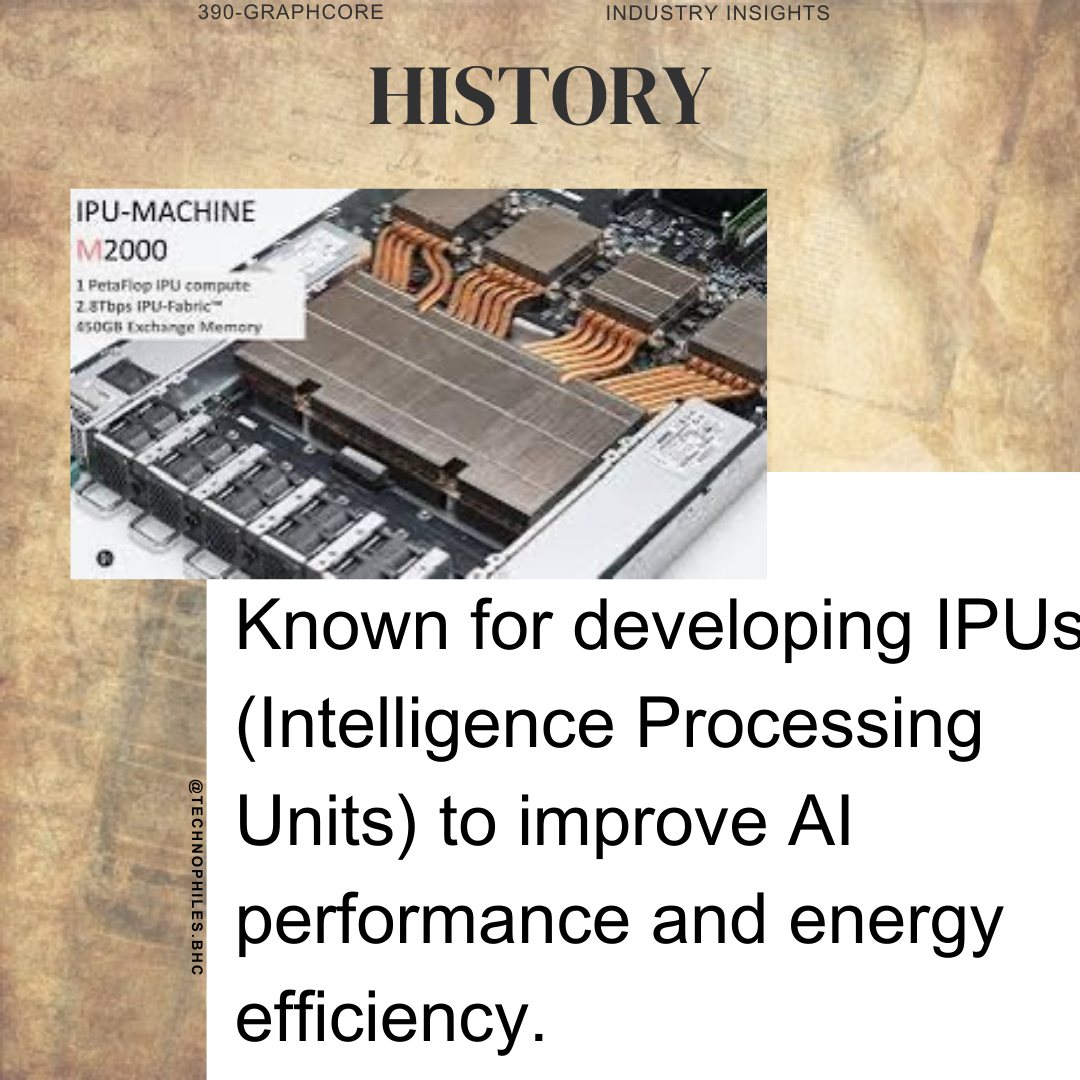 390-GRAPHCORE
INDUSTRY INSIGHTS
HISTORY
IPU-MACHINE
M2000
1 PetaFlop IPU compute
2.8Tbps IPU-Fabric™
450GB Exchange Memory
Known for developing IPUs
(Intelligence Processing
Units) to improve AI
performance and energy
efficiency.
@TECHNOPHILES.BHC